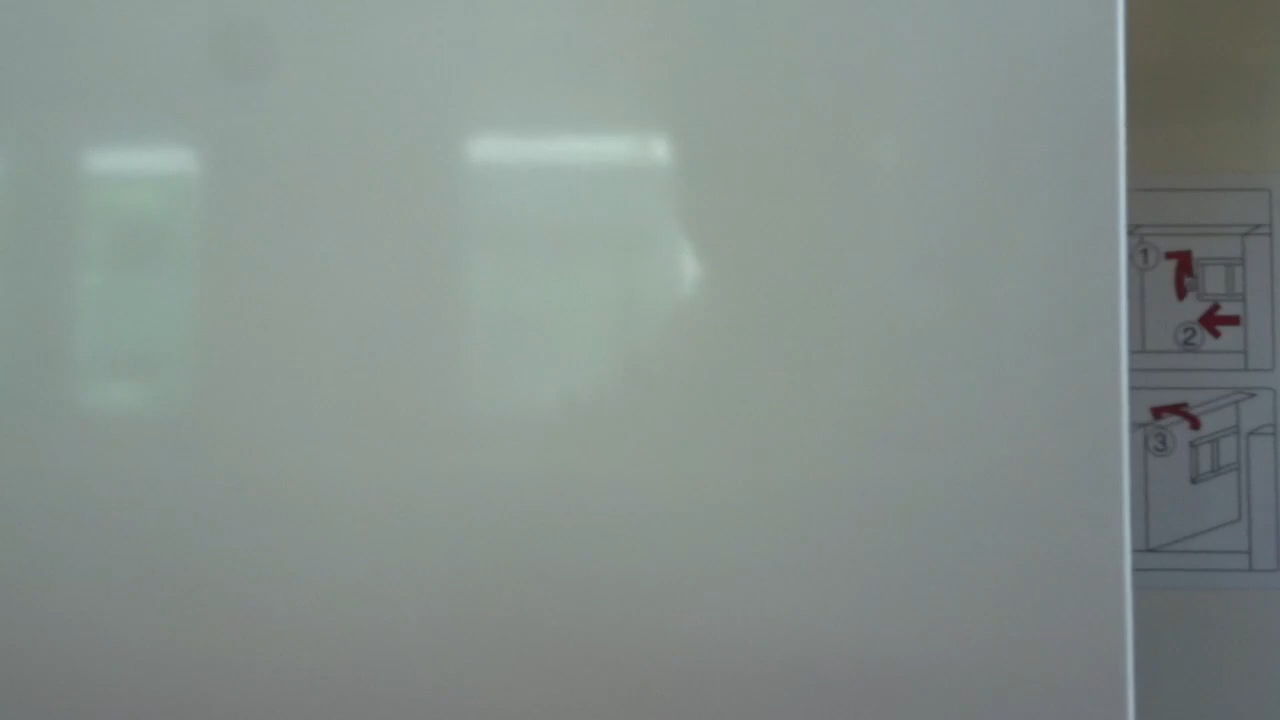 ①
②
③